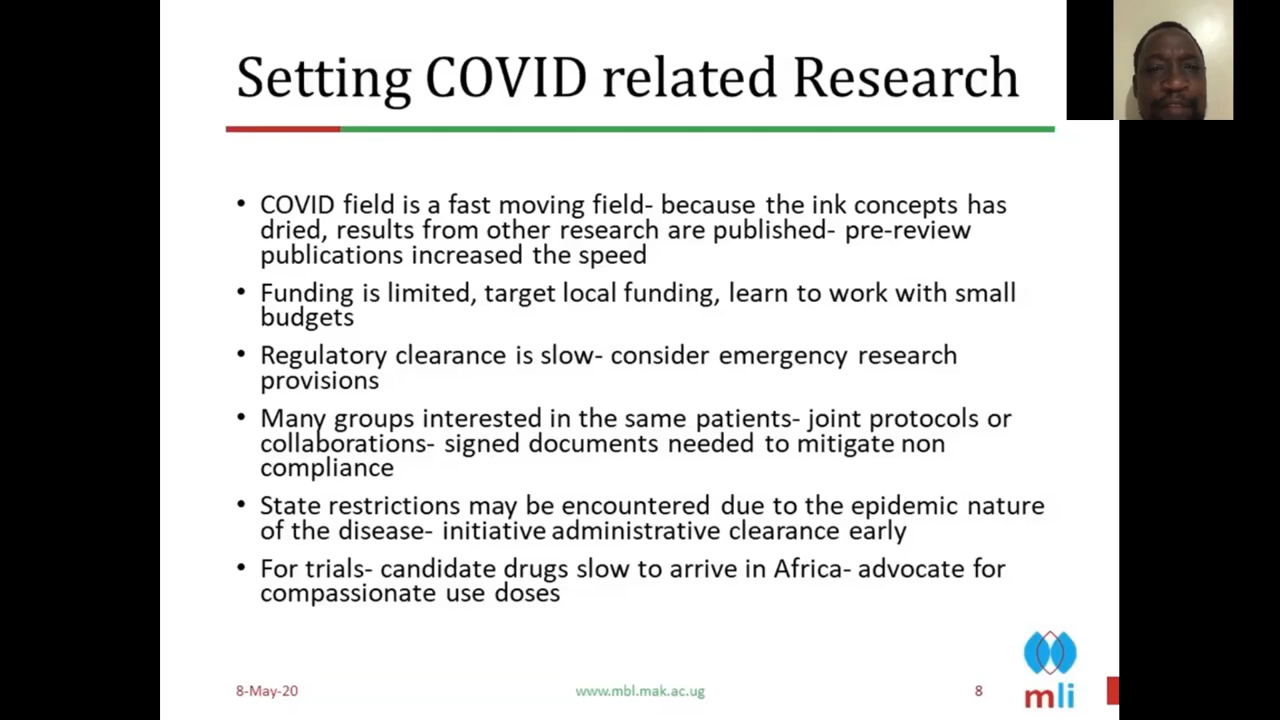 Setting COVID related Research
• COVID field is a fast moving field- because the ink concepts has
dried, results from other research are published- pre-review
publications increased the speed
• Funding is limited, target local funding, learn to work with small
budgets
• Regulatory clearance is slow- consider emergency research
provisions
• Many groups interested in the same patients- joint protocols or
collaborations- signed documents needed to mitigate non
compliance
• State restrictions may be encountered due to the epidemic nature
of the disease- initiative administrative clearance early
• For trials- candidate drugs slow to arrive in Africa- advocate for
compassionate use doses
8-May-20
www.mbl.mak.ac.ug
8
mli